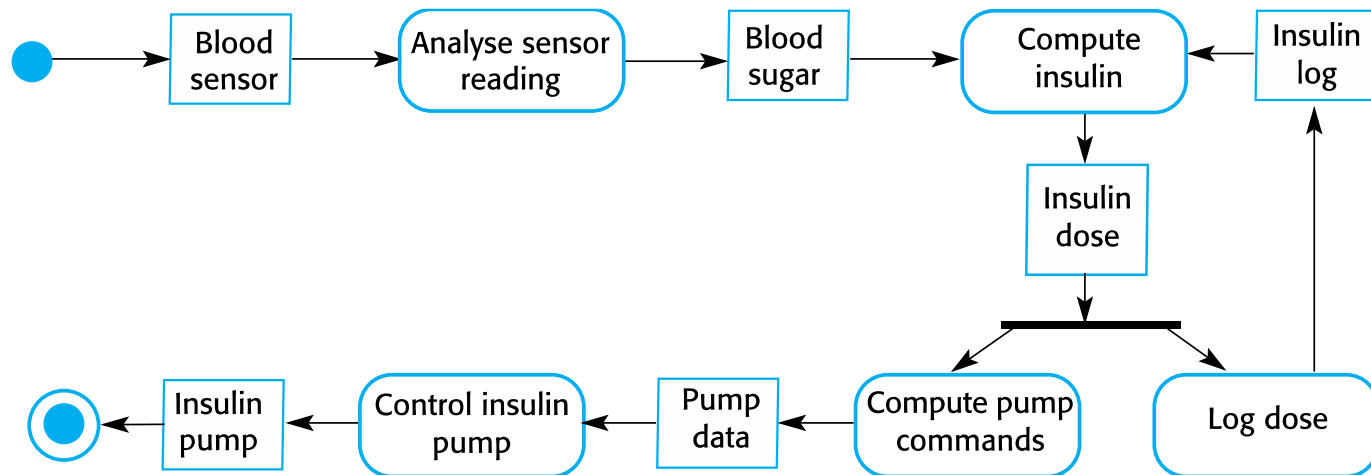 Blood
sensor
Analyse sensor
reading
Blood
sugar
Compute
insulin
Insulin
log
Insulin
dose
Insulin
pump
Control insulin
pump
Pump
data
Compute pump
commands
Log dose